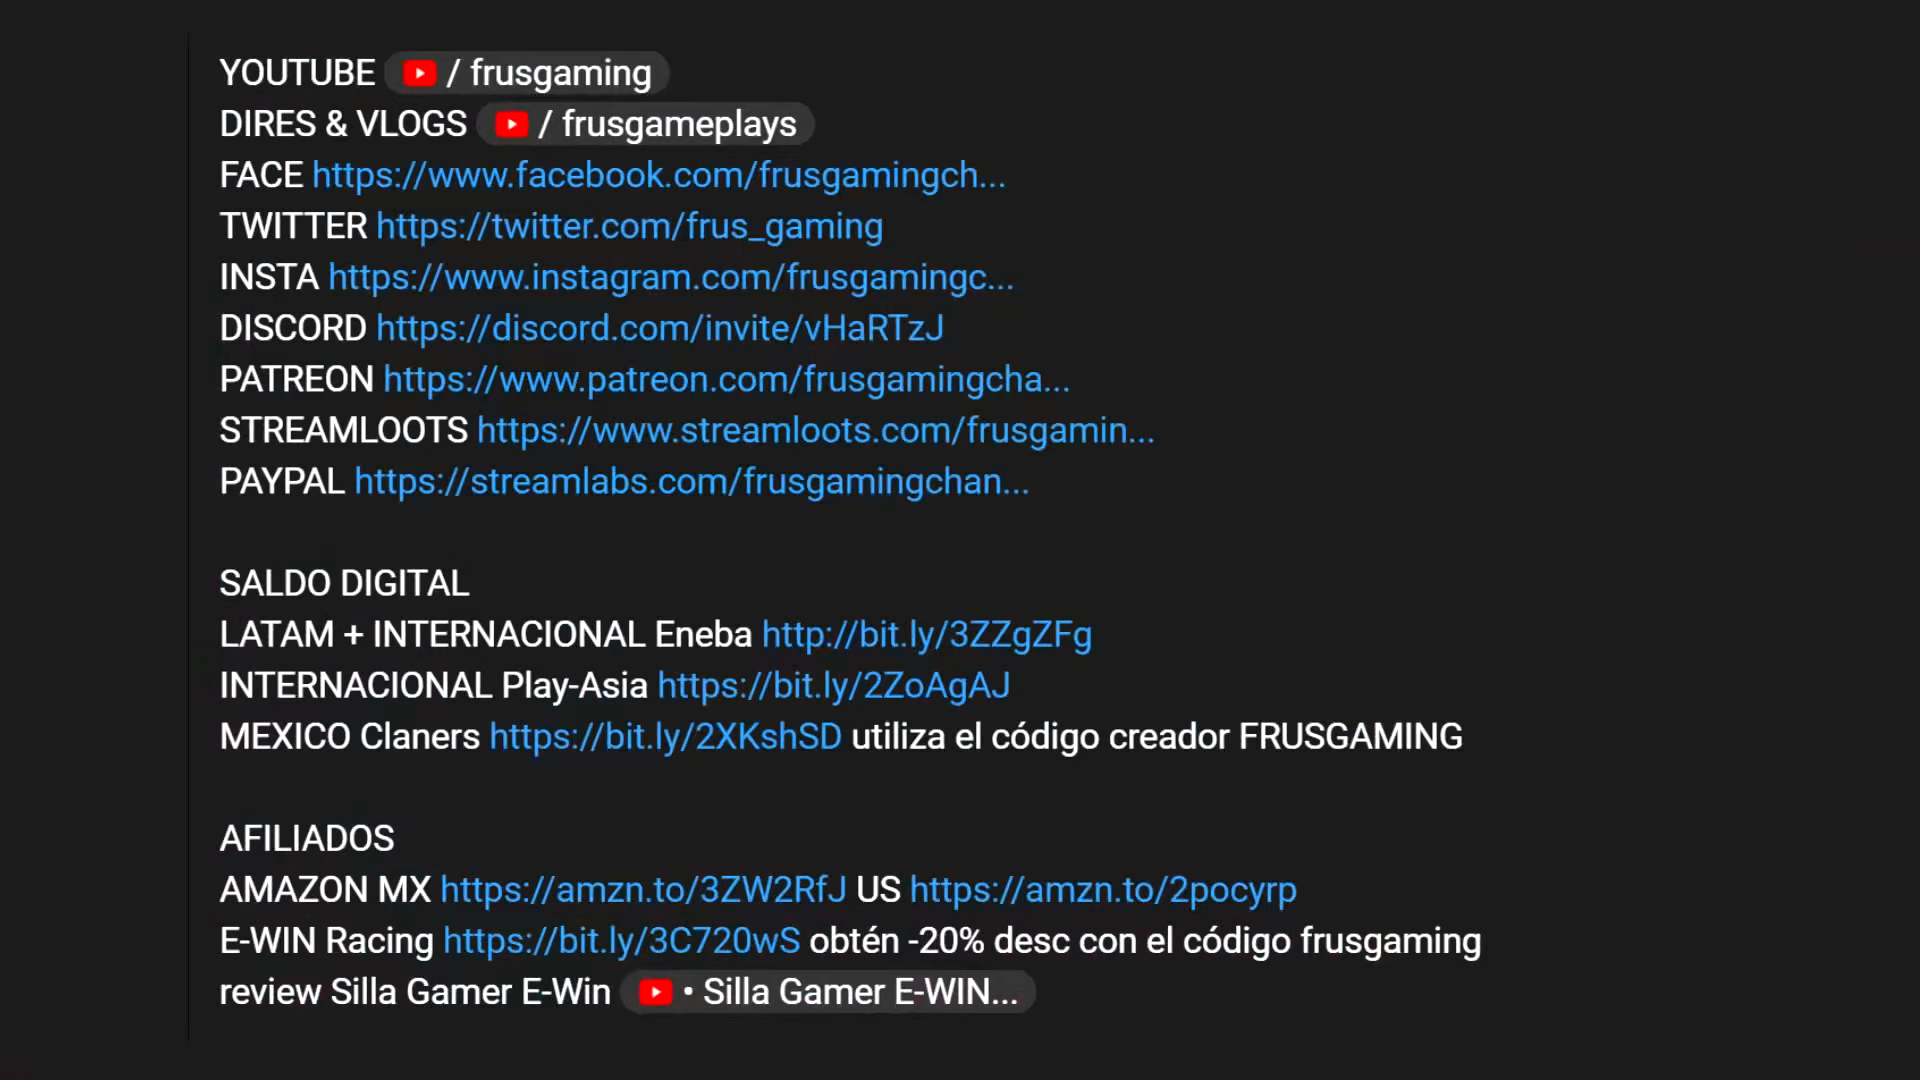 YOUTUBE / frusgaming
DIRES & VLOGS / frusgameplays
FACE https://www.facebook.com/frusgamingch...
TWITTER https://twitter.com/frus_gaming
INSTA https://www.instagram.com/frusgamingc...
DISCORD https://discord.com/invite/vHaRTzJ
PATREON https://www.patreon.com/frusgamingcha...
STREAMLOOTS https://www.streamloots.com/frusgamin...
PAYPAL https://streamlabs.com/frusgamingchan...
SALDO DIGITAL
LATAM + INTERNACIONAL Eneba http://bit.ly/3ZZgZFg
INTERNACIONAL Play-Asia https://bit.ly/2ZoAgAJ
MEXICO Claners https://bit.ly/2XKshSD utiliza el código creador FRUSGAMING
AFILIADOS
AMAZON MX https://amzn.to/3ZW2RfJ US https://amzn.to/2pocyrp
E-WIN Racing https://bit.ly/3C720wS obtén -20% desc con el código frusgaming
review Silla Gamer E-Win • Silla Gamer E-WIN...